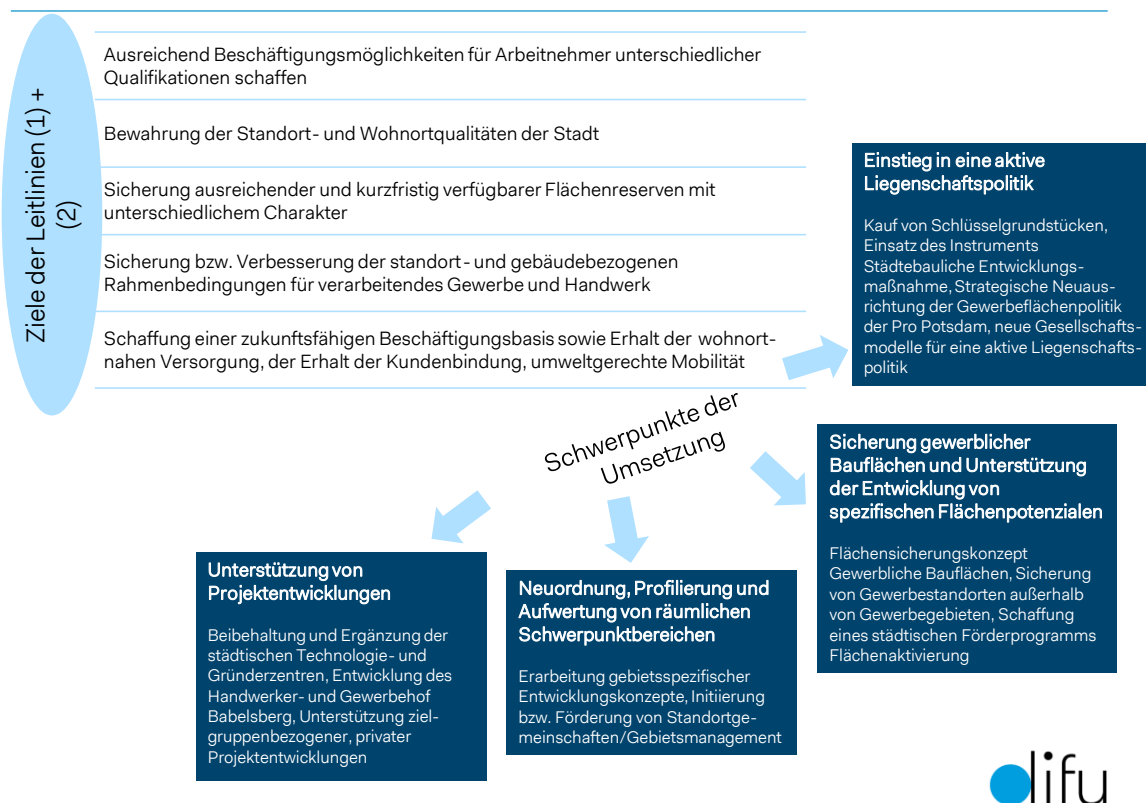 Ziele der Leitlinien (1) +
(2)
Ausreichend Beschäftigungsmöglichkeiten für Arbeitnehmer unterschiedlicher
Qualifikationen schaffen
Bewahrung der Standort- und Wohnortqualitäten der Stadt
Sicherung ausreichender und kurzfristig verfügbarer Flächenreserven mit
unterschiedlichem Charakter
Sicherung bzw. Verbesserung der standort- und gebäudebezogenen
Rahmenbedingungen für verarbeitendes Gewerbe und Handwerk
Schaffung einer zukunftsfähigen Beschäftigungsbasis sowie Erhalt der wohnort-
nahen Versorgung, der Erhalt der Kundenbindung, umweltgerechte Mobilität
Schwerpunkte der
Umsetzung
Einstieg in eine aktive
Liegenschaftspolitik
Kauf von Schlüsselgrundstücken,
Einsatz des Instruments
Städtebauliche Entwicklungs-
maßnahme, Strategische Neuaus-
richtung der Gewerbeflächenpolitik
der Pro Potsdam, neue Gesellschafts-
modelle für eine aktive Liegenschafts-
politik
Sicherung gewerblicher
Bauflächen und Unterstützung
der Entwicklung von
spezifischen Flächenpotenzialen
Flächensicherungskonzept
Gewerbliche Bauflächen, Sicherung
von Gewerbestandorten außerhalb
von Gewerbegebieten, Schaffung
eines städtischen Förderprogramms
Flächenaktivierung
Neuordnung, Profilierung und
Aufwertung von räumlichen
Schwerpunktbereichen
Erarbeitung gebietsspezifischer
Entwicklungskonzepte, Initiierung
bzw. Förderung von Standortge-
meinschaften/Gebietsmanagement
Unterstützung von
Projektentwicklungen
Beibehaltung und Ergänzung der
städtischen Technologie- und
Gründerzentren, Entwicklung des
Handwerker- und Gewerbehof
Babelsberg, Unterstützung ziel-
gruppenbezogener, privater
Projektentwicklungen
difu